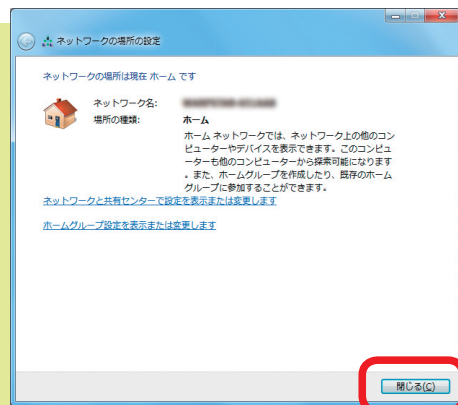 ネットワークの場所の設定
ネットワークの場所は現在 ホーム です
ネットワーク名:
場所の種類: ホーム
ホーム ネットワークでは、ネットワーク上の他のコン
ピューターやデバイスを表示できます。このコンピュ
ーターも他のコンピューターから探索可能になります
。また、ホームグループを作成したり、既存のホーム
グループに参加することができます。
ネットワークと共有センターで設定を表示または変更します
ホームグループ設定を表示または変更します
閉じる(C)